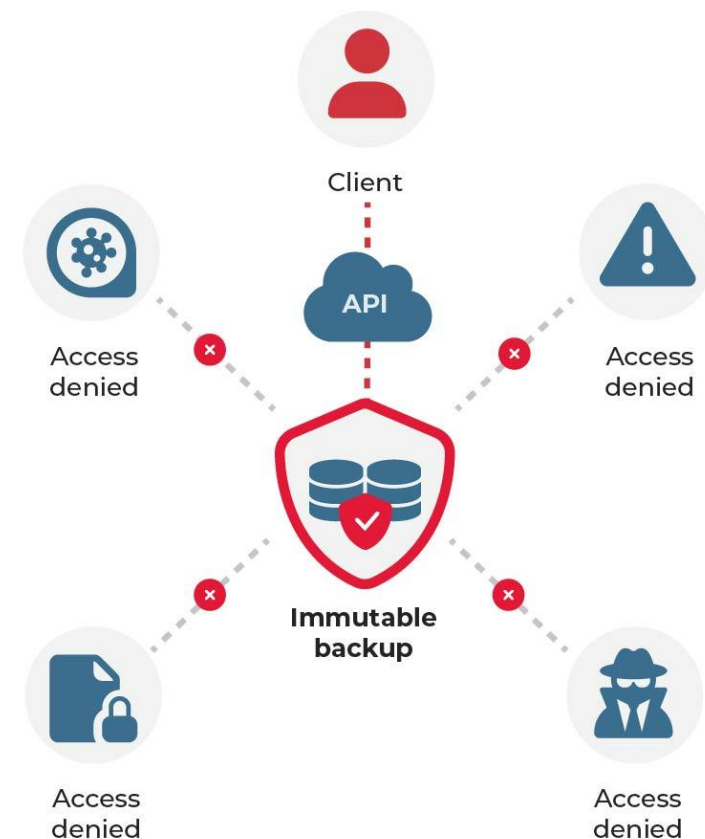 Client
API
Access
denied
Access
denied
Immutable
backup
Access
denied
Access
denied